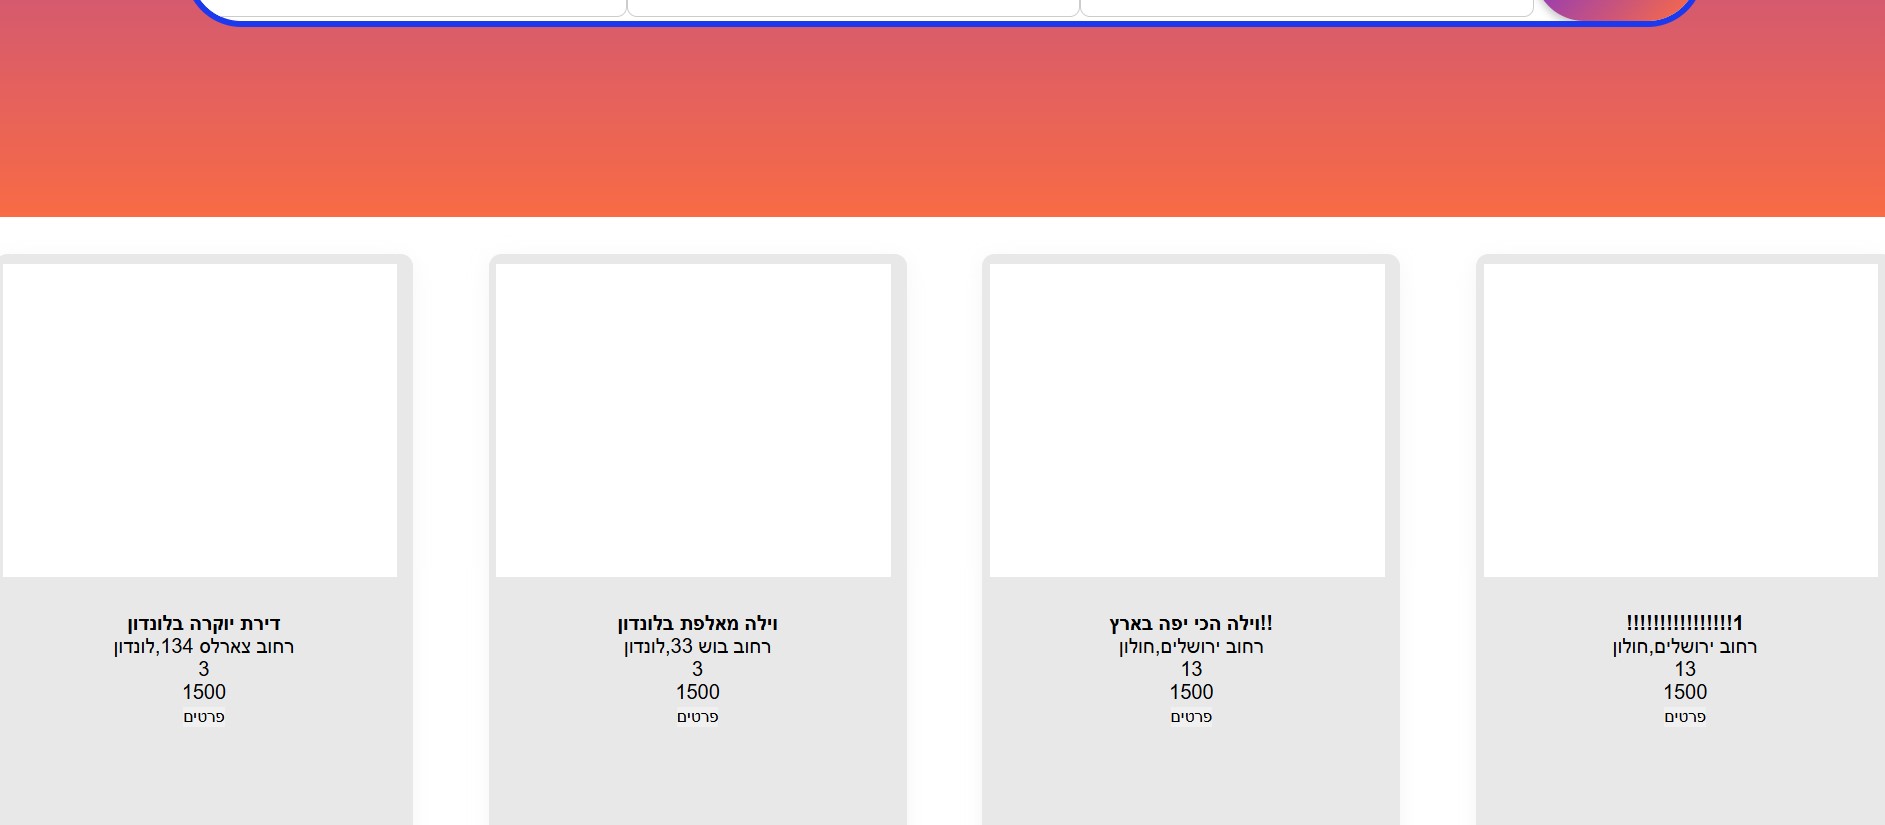 דירת יוקרה בלונדון
רחוב צארלס 134,לונדון
3
1500
פרטים
וילה מאלפת בלונדון
רחוב בוש 33,לונדון
3
1500
פרטים
וילה הכי יפה בארץ!!
רחוב ירושלים,חולון
13
1500
פרטים
!!!!!!!!!!!!!!!!1
רחוב ירושלים,חולון
13
1500
פרטים